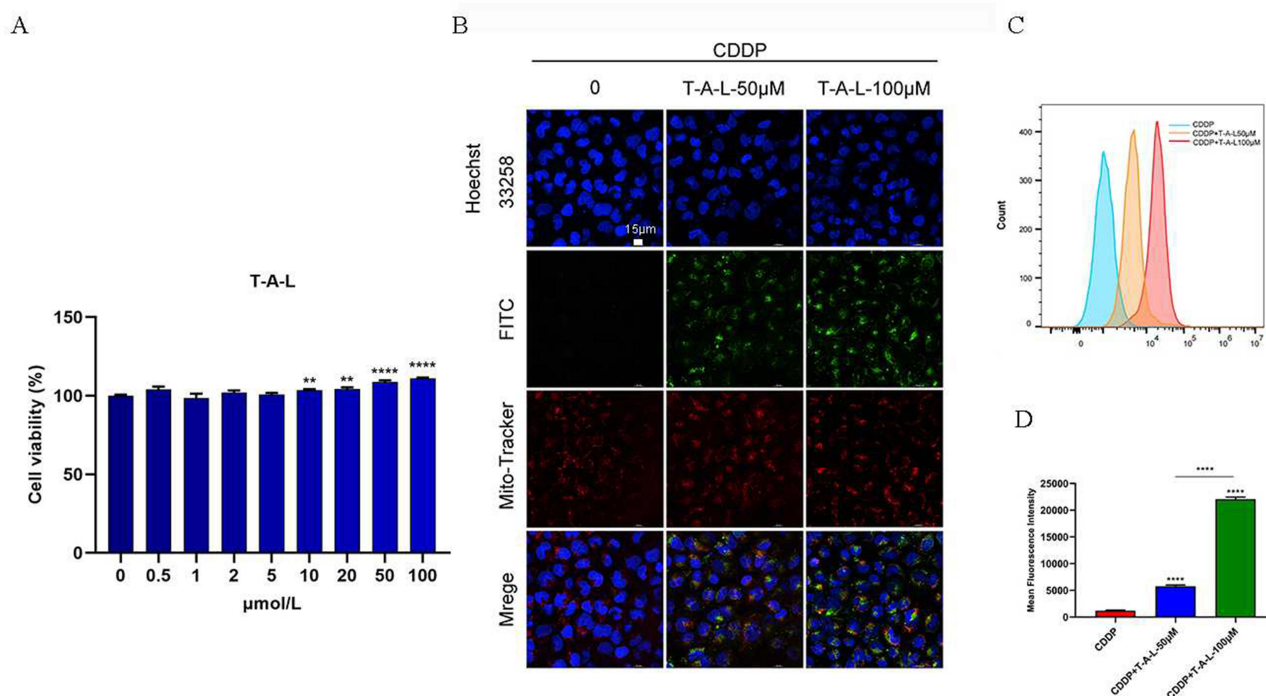 A
B
C
CDDP
0
T-A-L-50μM
T-A-L-100μM
Hoechst
33258
15μm
FITC
Mito-Tracker
Mrege
T-A-L
Cell viability (%)
150
100
50
0
** ** **** ****
0 0.5 1 2 5 10 20 50 100
μmol/L
CDDP
CDDP+T-A-L50μM
CDDP+T-A-L100μM
Count
400
300
200
100
0
0 10⁴ 10⁵ 10⁶ 10⁷
D
Mean Fluorescence Intensity
25000
20000
15000
10000
5000
0
****
****
****
CDDP
CDDP+T-A-L-50μM
CDDP+T-A-L-100μM